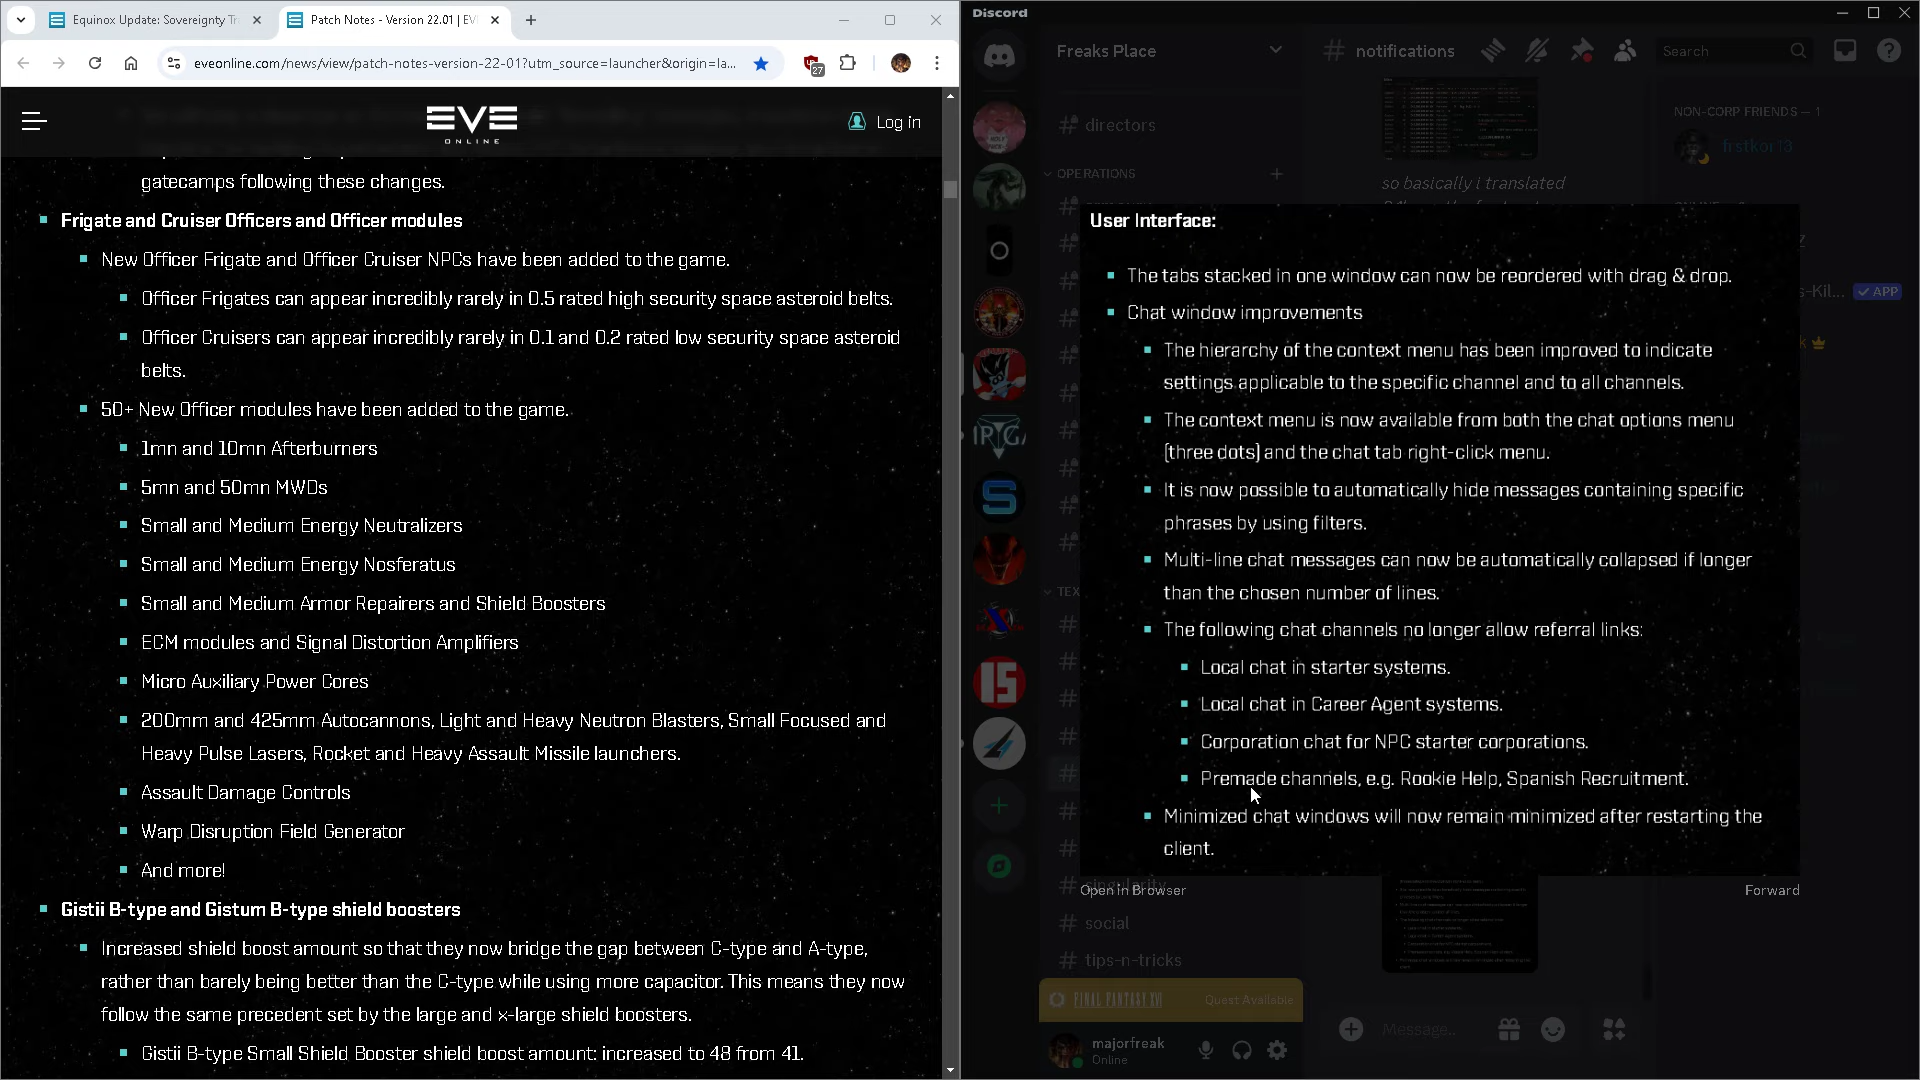 Equinox Update: Sovereignty Tr
Patch Notes - Version 22.01 | EVE
eveonline.com/news/view/patch-notes-version-22-01?utm_source=launcher&origin=la...
27
EVE
ONLINE
Log in
gatecamps following these changes.
Frigate and Cruiser Officers and Officer modules
New Officer Frigate and Officer Cruiser NPCs have been added to the game.
Officer Frigates can appear incredibly rarely in 0.5 rated high security space asteroid belts.
Officer Cruisers can appear incredibly rarely in 0.1 and 0.2 rated low security space asteroid
belts.
50+ New Officer modules have been added to the game.
1mn and 10mn Afterburners
5mn and 50mn MWDs
Small and Medium Energy Neutralizers
Small and Medium Energy Nosferatus
Small and Medium Armor Repairers and Shield Boosters
ECM modules and Signal Distortion Amplifiers
Micro Auxiliary Power Cores
200mm and 425mm Autocannons, Light and Heavy Neutron Blasters, Small Focused and
Heavy Pulse Lasers, Rocket and Heavy Assault Missile launchers.
Assault Damage Controls
Warp Disruption Field Generator
And more!
Gistii B-type and Gistum B-type shield boosters
Increased shield boost amount so that they now bridge the gap between C-type and A-type,
rather than barely being better than the C-type while using more capacitor. This means they now
follow the same precedent set by the large and x-large shield boosters.
Gistii B-type Small Shield Booster shield boost amount: increased to 48 from 41.
Discord
Freaks Place
# notifications
Search
directors
OPERATIONS
so basically i translated
NON-CORP FRIENDS — 1
frstkor13
s-Kil... APP
User Interface:
The tabs stacked in one window can now be reordered with drag & drop.
Chat window improvements
The hierarchy of the context menu has been improved to indicate
settings applicable to the specific channel and to all channels.
The context menu is now available from both the chat options menu
(three dots) and the chat tab right-click menu.
It is now possible to automatically hide messages containing specific
phrases by using filters.
Multi-line chat messages can now be automatically collapsed if longer
than the chosen number of lines.
The following chat channels no longer allow referral links:
Local chat in starter systems.
Local chat in Career Agent systems.
Corporation chat for NPC starter corporations.
Premade channels, e.g. Rookie Help, Spanish Recruitment.
Minimized chat windows will now remain minimized after restarting the
client.
Open in Browser
Forward
singularity
social
tips-n-tricks
FINAL FANTASY XVI
Quest Available
majorfreak
Online
Message...